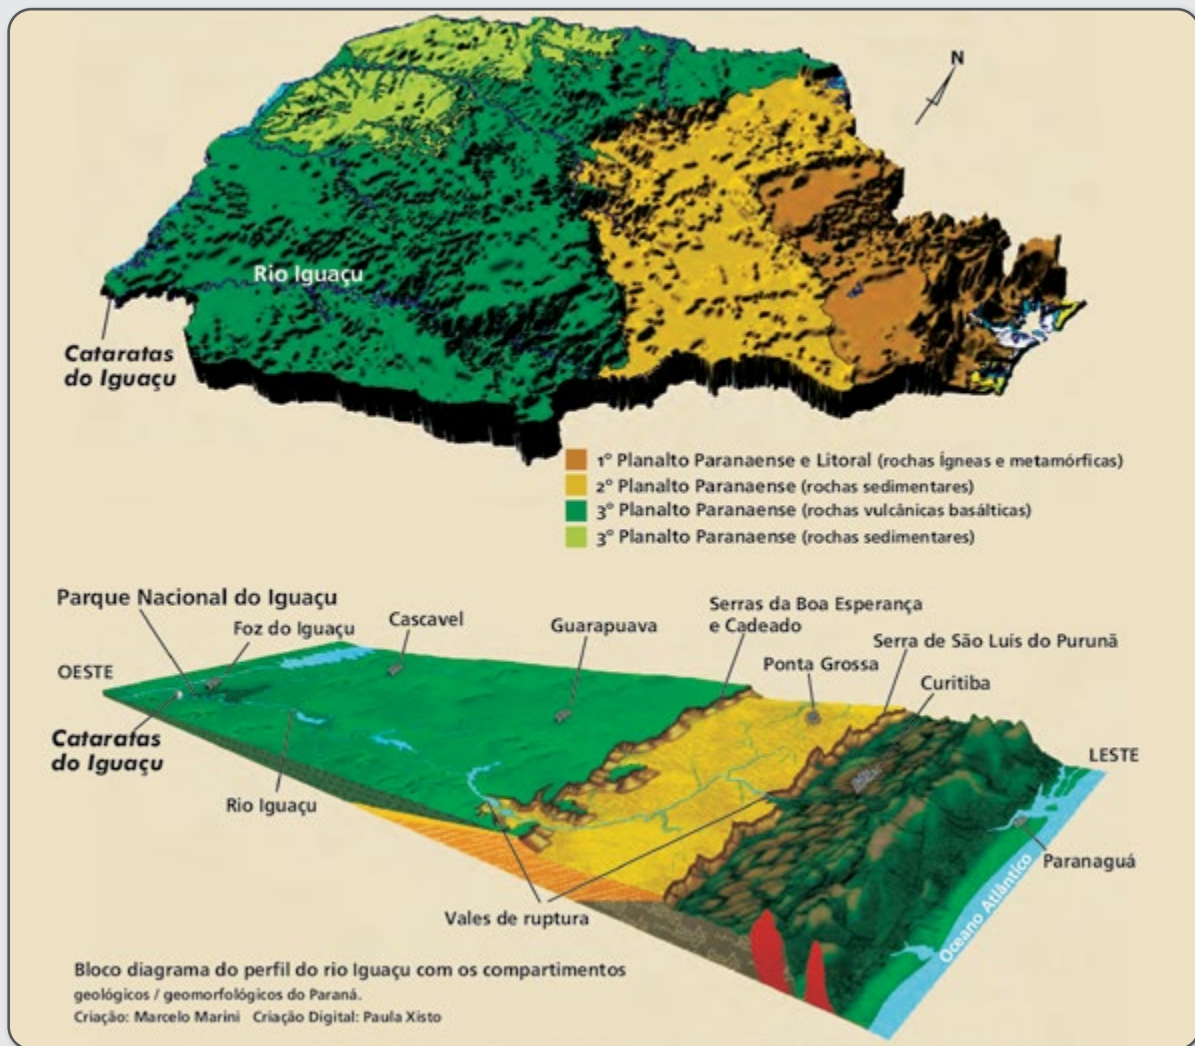 N
Rio Iguaçu
Cataratas
do Iguaçu
1º Planalto Paranaense e Litoral (rochas Ígneas e metamórficas)
2º Planalto Paranaense (rochas sedimentares)
3º Planalto Paranaense (rochas vulcânicas basálticas)
3º Planalto Paranaense (rochas sedimentares)
Parque Nacional do Iguaçu
Foz do Iguaçu
Cascavel
Guarapuava
Serras da Boa Esperança
e Cadeado
Serra de São Luís do Purunã
Ponta Grossa
Curitiba
OESTE
Cataratas
do Iguaçu
LESTE
Rio Iguaçu
Paranaguá
Oceano Atlântico
Vales de ruptura
Bloco diagrama do perfil do rio Iguaçu com os compartimentos
geológicos / geomorfológicos do Paraná.
Criação: Marcelo Marini Criação Digital: Paula Xisto